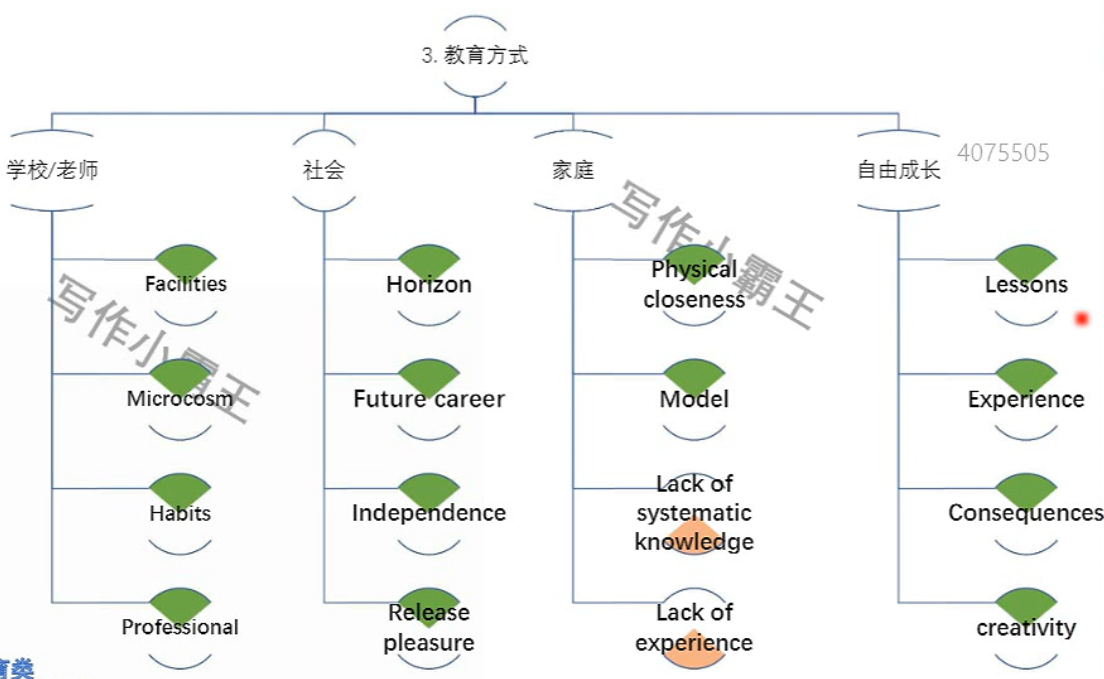 3. 教育方式
学校/老师
社会
家庭
自由成长
4075505
Facilities
Horizon
Physical
closeness
Lessons
写作小霸王
写作小霸王
Microcosm
Future career
Model
Experience
Habits
Independence
Lack of
systematic
knowledge
Consequences
Professional
Release
pleasure
Lack of
experience
creativity
育类